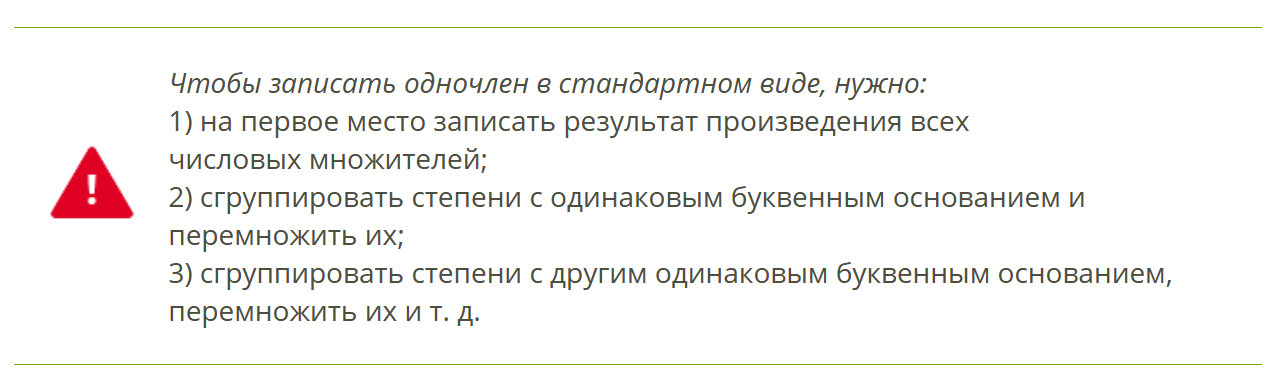 Чтобы записать одночлен в стандартном виде, нужно:
1) на первое место записать результат произведения всех
числовых множителей;
2) сгруппировать степени с одинаковым буквенным основанием и
перемножить их;
3) сгруппировать степени с другим одинаковым буквенным основанием,
перемножить их и т. д.
!